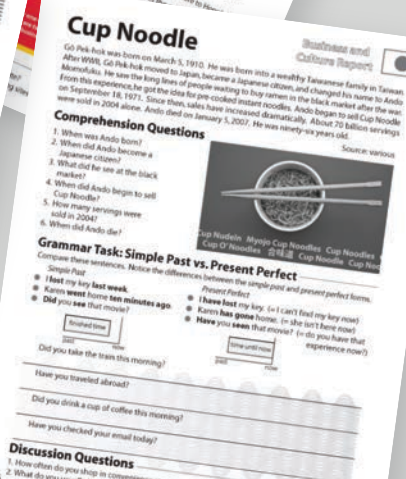 Cup Noodle
Business and
Culture Report
Gō Pek-hok was born on March 5, 1910. He was born into a wealthy Taiwanese family in Taiwan.
After WWII, Gō Pek-hok moved to Japan, became a Japanese citizen, and changed his name to Ando
Momofuku. He saw the long lines of people waiting to buy ramen in the black market after the war.
From this experience, he got the idea for pre-cooked instant noodles. Ando began to sell Cup Noodle
on September 18, 1971. Since then, sales have increased dramatically. About 70 billion servings
were sold in 2004 alone. Ando died on January 5, 2007. He was ninety-six years old.
Source: various
Comprehension Questions
1. When was Ando born?
2. When did Ando become a
Japanese citizen?
3. What did he see at the black
market?
4. When did Ando begin to sell
Cup Noodle?
5. How many servings were
sold in 2004?
6. When did Ando die?
Cup Nudeln Myojo Cup Noodles Cup Noodles
Cup O' Noodles 合味道 Cup Noodle Cup Noo
Grammar Task: Simple Past vs. Present Perfect
Compare these sentences. Notice the differences between the simple past and present perfect forms.
Simple Past
I lost my key last week.
Karen went home ten minutes ago.
Did you see that movie?
finished time
past now
Present Perfect
I have lost my key. (= I can't find my key now)
Karen has gone home. (= she isn't here now)
Have you seen that movie? (= do you have that
experience now?)
time until now
past now
Did you take the train this morning?
Have you traveled abroad?
Did you drink a cup of coffee this morning?
Have you checked your email today?
Discussion Questions
1. How often do you shop in conven
2. What do you